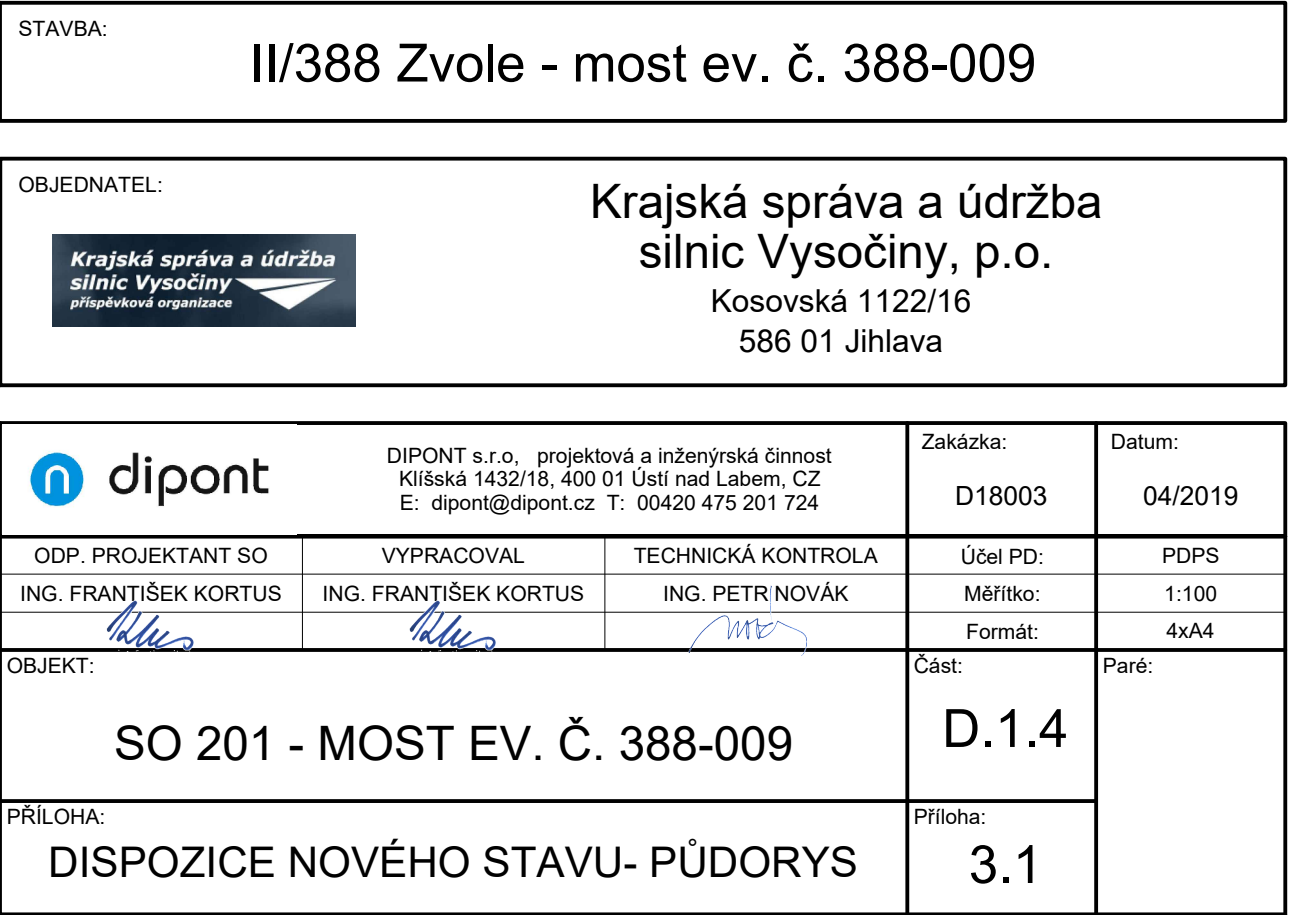 STAVBA:
II/388 Zvole - most ev. č. 388-009
OBJEDNATEL:
Krajská správa a údržba
silnic Vysočiny
příspěvková organizace
Krajská správa a údržba
silnic Vysočiny, p.o.
Kosovská 1122/16
586 01 Jihlava
dipont
DIPONT s.r.o, projektová a inženýrská činnost
Klíšská 1432/18, 400 01 Ústí nad Labem, CZ
E: dipont@dipont.cz T: 00420 475 201 724
Zakázka:
D18003
Datum:
04/2019
ODP. PROJEKTANT SO
VYPRACOVAL
TECHNICKÁ KONTROLA
Účel PD:
PDPS
ING. FRANTIŠEK KORTUS
ING. FRANTIŠEK KORTUS
ING. PETR NOVÁK
Měřítko:
1:100
Formát:
4xA4
OBJEKT:
SO 201 - MOST EV. Č. 388-009
Část:
D.1.4
Paré:
PŘÍLOHA:
DISPOZICE NOVÉHO STAVU- PŮDORYS
Příloha:
3.1